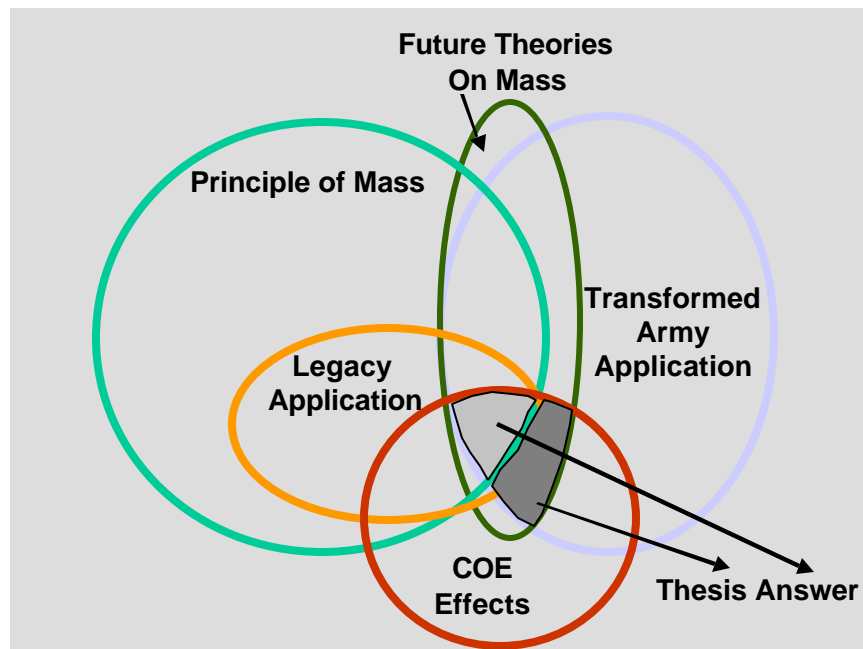 Future Theories
On Mass
Principle of Mass
Transformed
Army
Application
Legacy
Application
COE
Effects
Thesis Answer